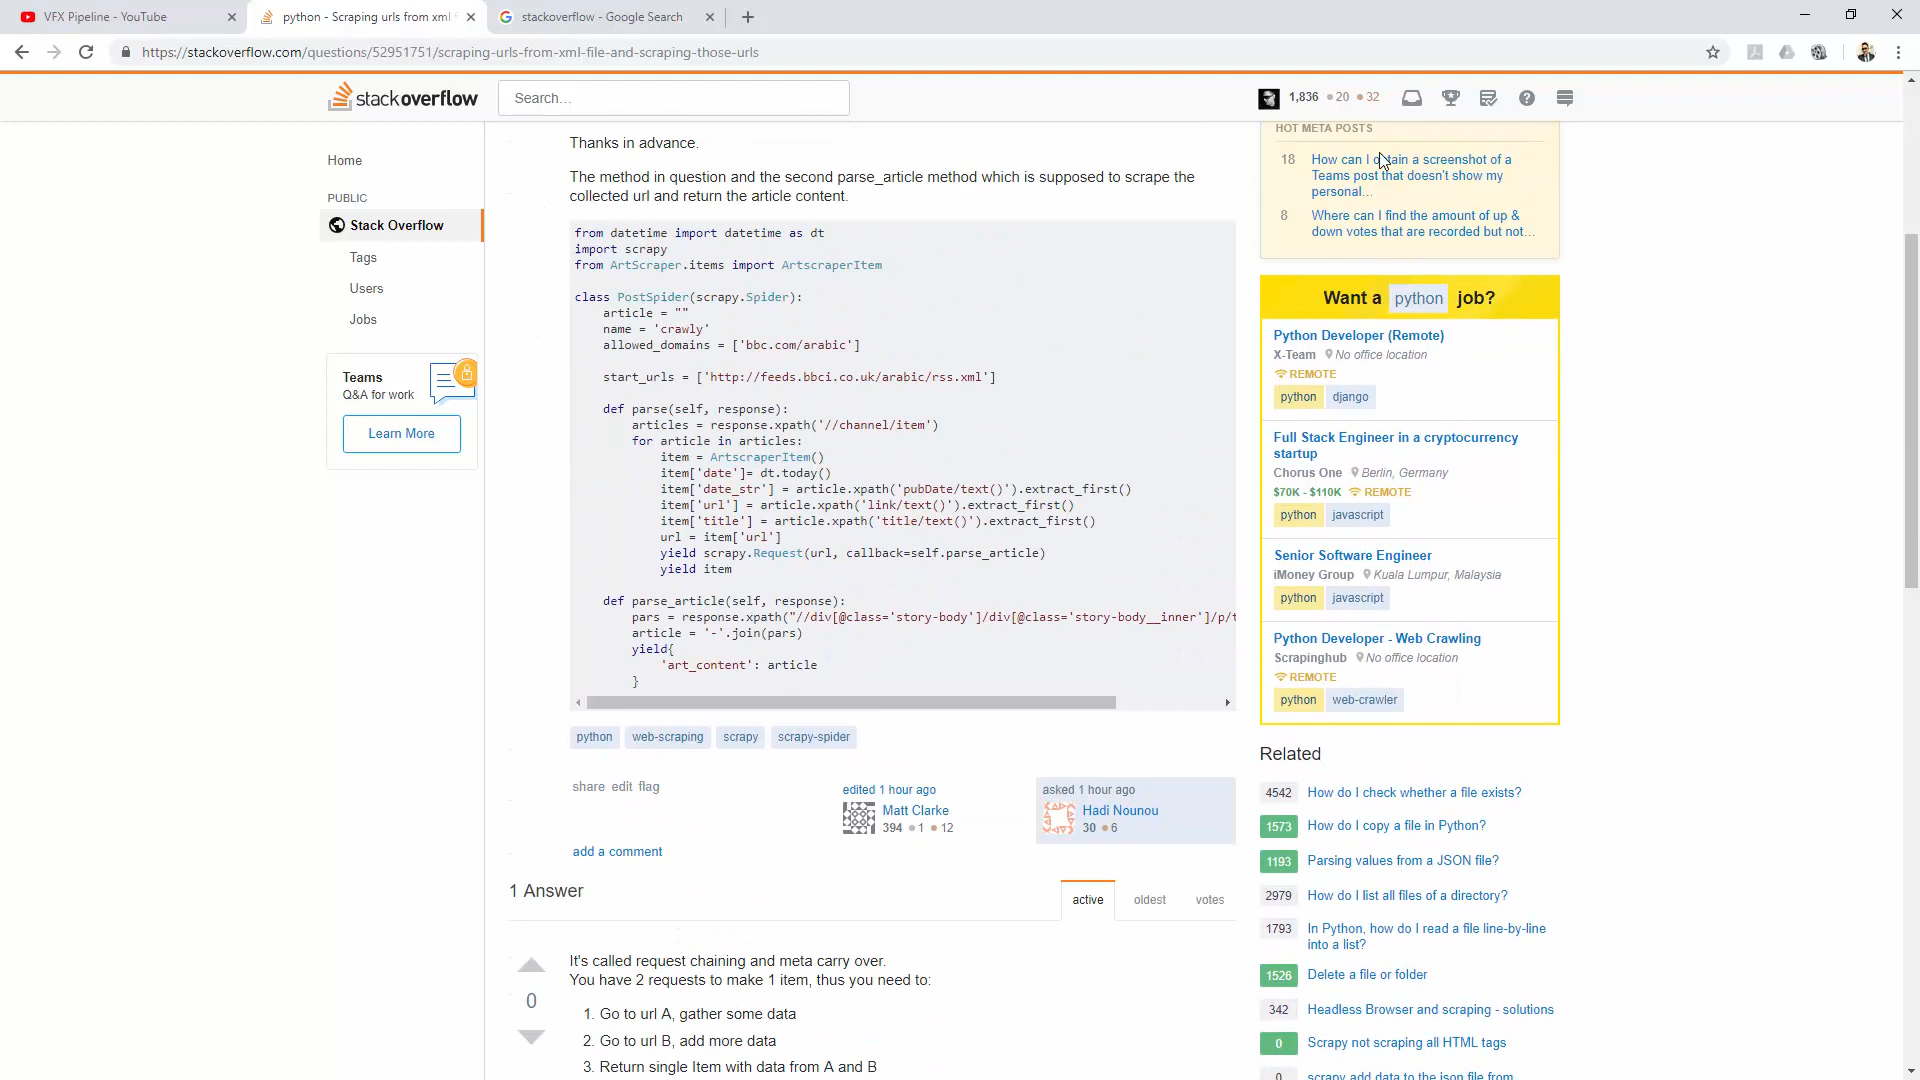 VFX Pipeline - YouTube
python - Scraping urls from xml f
stackoverflow - Google Search
https://stackoverflow.com/questions/52951751/scraping-urls-from-xml-file-and-scraping-those-urls
stackoverflow
Search…
1,836 20 32
Home
PUBLIC
Stack Overflow
Tags
Users
Jobs
Teams
Q&A for work
Learn More
Thanks in advance.
The method in question and the second parse_article method which is supposed to scrape the
collected url and return the article content.
from datetime import datetime as dt
import scrapy
from ArtScraper.items import ArtscraperItem
class PostSpider(scrapy.Spider):
article = ""
name = 'crawly'
allowed_domains = ['bbc.com/arabic']
start_urls = ['http://feeds.bbci.co.uk/arabic/rss.xml']
def parse(self, response):
articles = response.xpath('//channel/item')
for article in articles:
item = ArtscraperItem()
item['date']= dt.today()
item['date_str'] = article.xpath('pubDate/text()').extract_first()
item['url'] = article.xpath('link/text()').extract_first()
item['title'] = article.xpath('title/text()').extract_first()
url = item['url']
yield scrapy.Request(url, callback=self.parse_article)
yield item
def parse_article(self, response):
pars = response.xpath("//div[@class='story-body']/div[@class='story-body__inner']/p/t
article = '-'.join(pars)
yield{
'art_content': article
}
python web-scraping scrapy scrapy-spider
share edit flag
edited 1 hour ago
Matt Clarke
394 1 12
asked 1 hour ago
Hadi Nounou
30 6
add a comment
1 Answer
active oldest votes
0
It's called request chaining and meta carry over.
You have 2 requests to make 1 item, thus you need to:
1. Go to url A, gather some data
2. Go to url B, add more data
3. Return single Item with data from A and B
HOT META POSTS
18 How can I obtain a screenshot of a
Teams post that doesn't show my
personal…
8 Where can I find the amount of up &
down votes that are recorded but not…
Want a python job?
Python Developer (Remote)
X-Team No office location
REMOTE
python django
Full Stack Engineer in a cryptocurrency
startup
Chorus One Berlin, Germany
$70K - $110K REMOTE
python javascript
Senior Software Engineer
iMoney Group Kuala Lumpur, Malaysia
python javascript
Python Developer - Web Crawling
Scrapinghub No office location
REMOTE
python web-crawler
Related
4542 How do I check whether a file exists?
1573 How do I copy a file in Python?
1193 Parsing values from a JSON file?
2979 How do I list all files of a directory?
1793 In Python, how do I read a file line-by-line
into a list?
1526 Delete a file or folder
342 Headless Browser and scraping - solutions
0 Scrapy not scraping all HTML tags
0 scrapy add data to the json file from